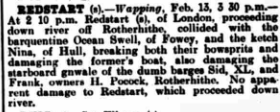 REDSTART (s).—Wapping, Feb. 13, 3 30 p.m.—
At 2 10 p.m. Redstart (s), of London, proceeding
down river off Rotherhithe, collided with the
barquentine Ocean Swell, of Fowey, and the ketch
Nina, of Hull, breaking both their bowsprits and
damaging the former's boat, also damaging the
starboard gunwale of the dumb barges Sid, XL, and
Frank, owners H. Pocock, Rotherhithe. No appa
rent damage to Redstart, which proceeded down
river.